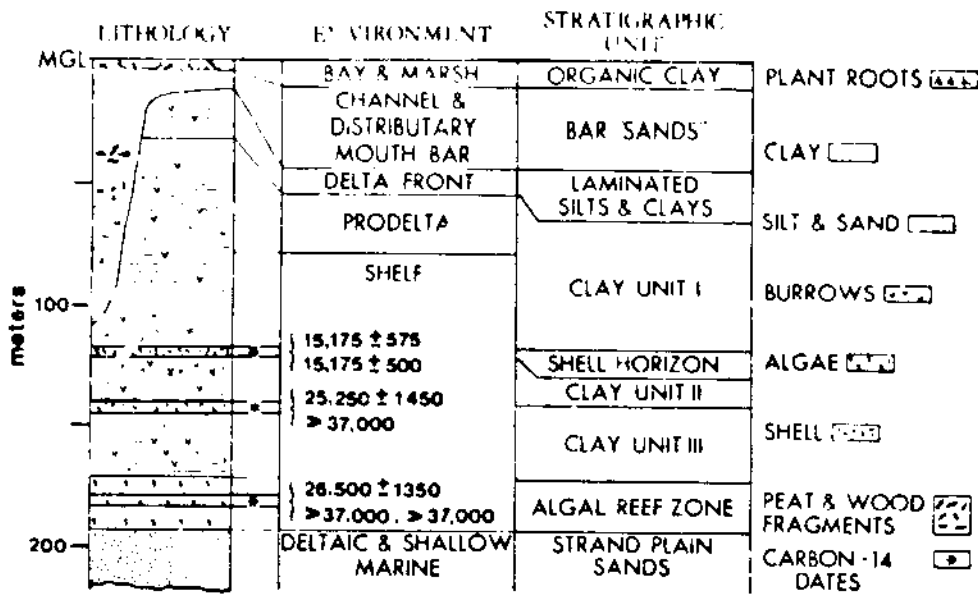 LITHOLOGY
E' VIRONMENT
STRATIGRAPHIC
UNIT
MGL
BAY & MARSH
ORGANIC CLAY
PLANT ROOTS
CHANNEL &
DISTRIBUTARY
MOUTH BAR
BAR SANDS
CLAY
DELTA FRONT
LAMINATED
SILTS & CLAYS
PRODELTA
SILT & SAND
SHELF
CLAY UNIT I
BURROWS
meters
100
15,175 ± 575
15,175 ± 500
SHELL HORIZON
ALGAE
25,250 ± 1450
CLAY UNIT II
> 37,000
CLAY UNIT III
SHELL
26,500 ± 1350
> 37,000, > 37,000
ALGAL REEF ZONE
PEAT & WOOD
FRAGMENTS
200
DELTAIC & SHALLOW
MARINE
STRAND PLAIN
SANDS
CARBON -14
DATES